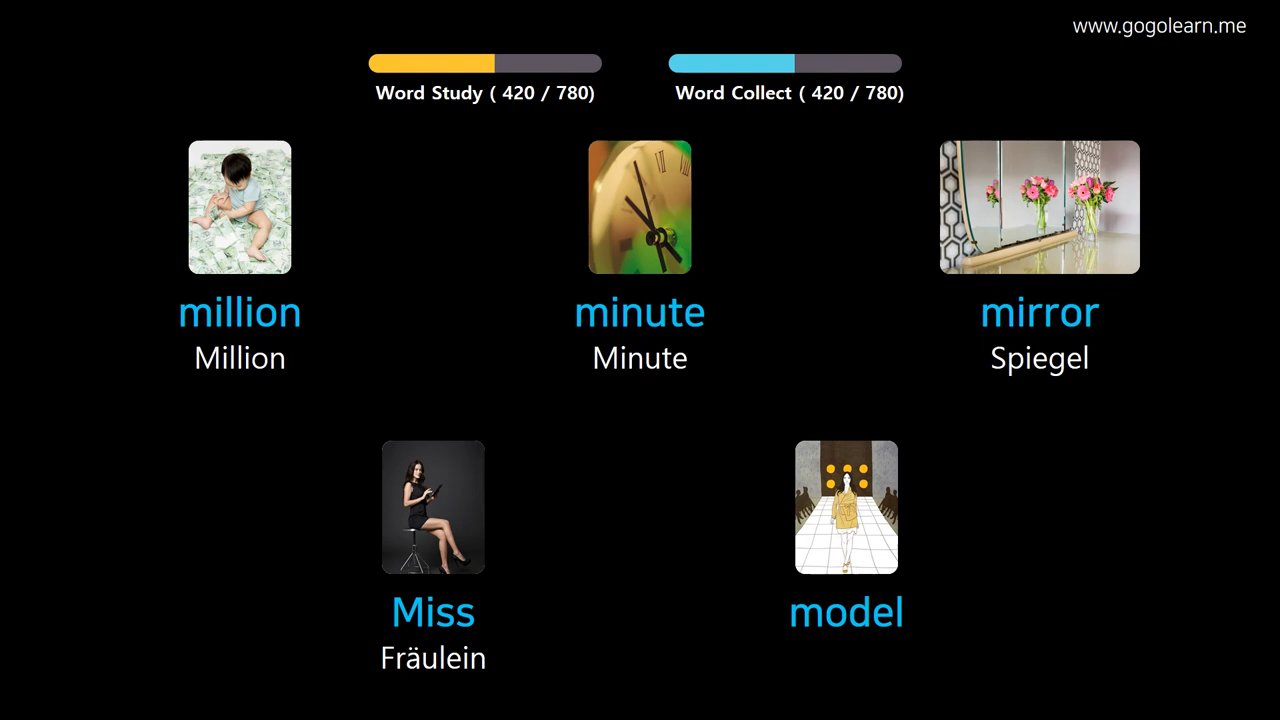 www.gogolearn.me
Word Study ( 420 / 780)
Word Collect ( 420 / 780)
million
Million
minute
Minute
mirror
Spiegel
Miss
Fräulein
model